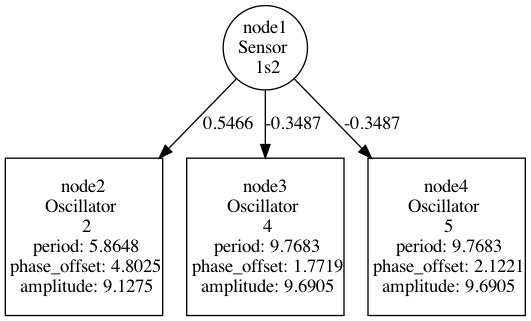 node1
Sensor
1s2
0.5466
-0.3487
-0.3487
node2
Oscillator
2
period: 5.8648
phase_offset: 4.8025
amplitude: 9.1275
node3
Oscillator
4
period: 9.7683
phase_offset: 1.7719
amplitude: 9.6905
node4
Oscillator
5
period: 9.7683
phase_offset: 2.1221
amplitude: 9.6905